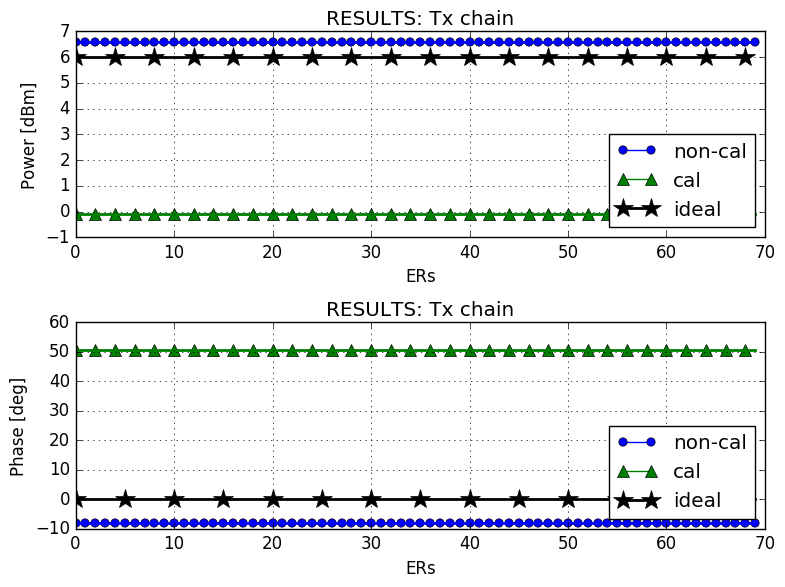 RESULTS: Tx chain
7
6
5
4
3
2
1
0
−1
Power [dBm]
non-cal
cal
ideal
0 10 20 30 40 50 60 70
ERs
RESULTS: Tx chain
60
50
40
30
20
10
0
−10
Phase [deg]
non-cal
cal
ideal
0 10 20 30 40 50 60 70
ERs